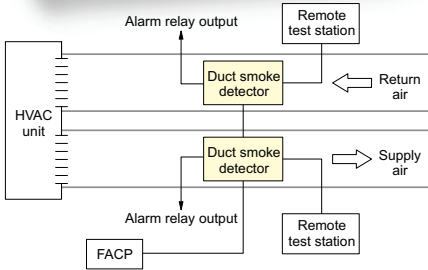 Alarm relay output
Remote
test station
Duct smoke
detector
Return
air
HVAC
unit
Duct smoke
detector
Supply
air
Alarm relay output
Remote
test station
FACP